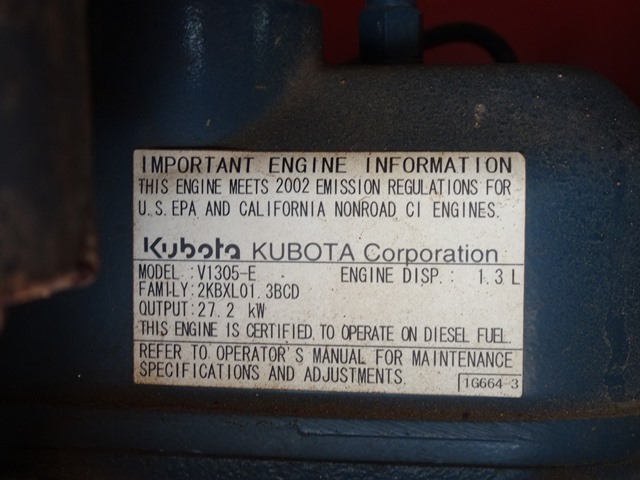 IMPORTANT ENGINE INFORMATION
THIS ENGINE MEETS 2002 EMISSION REGULATIONS FOR
U.S.EPA AND CALIFORNIA NONROAD CI ENGINES.
Kubota KUBOTA Corporation
MODEL :V1305-E ENGINE DISP.: 1.3 L
FAMILY:2KBXL01.3BCD
OUTPUT:27.2 kW
THIS ENGINE IS CERTIFIED TO OPERATE ON DIESEL FUEL.
REFER TO OPERATOR'S MANUAL FOR MAINTENANCE
SPECIFICATIONS AND ADJUSTMENTS.
1G664-3